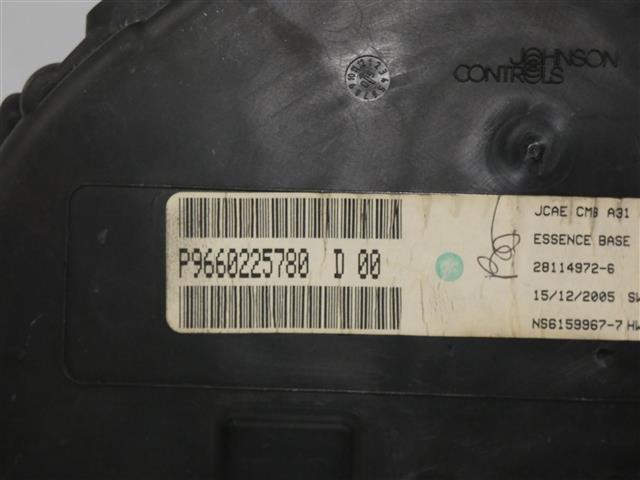 JOHNSON
CONTROLS
P9660225780 D 00
JCAE CMB A31
ESSENCE BASE
28114972-6
15/12/2005 SW
NS6159967-7 HW